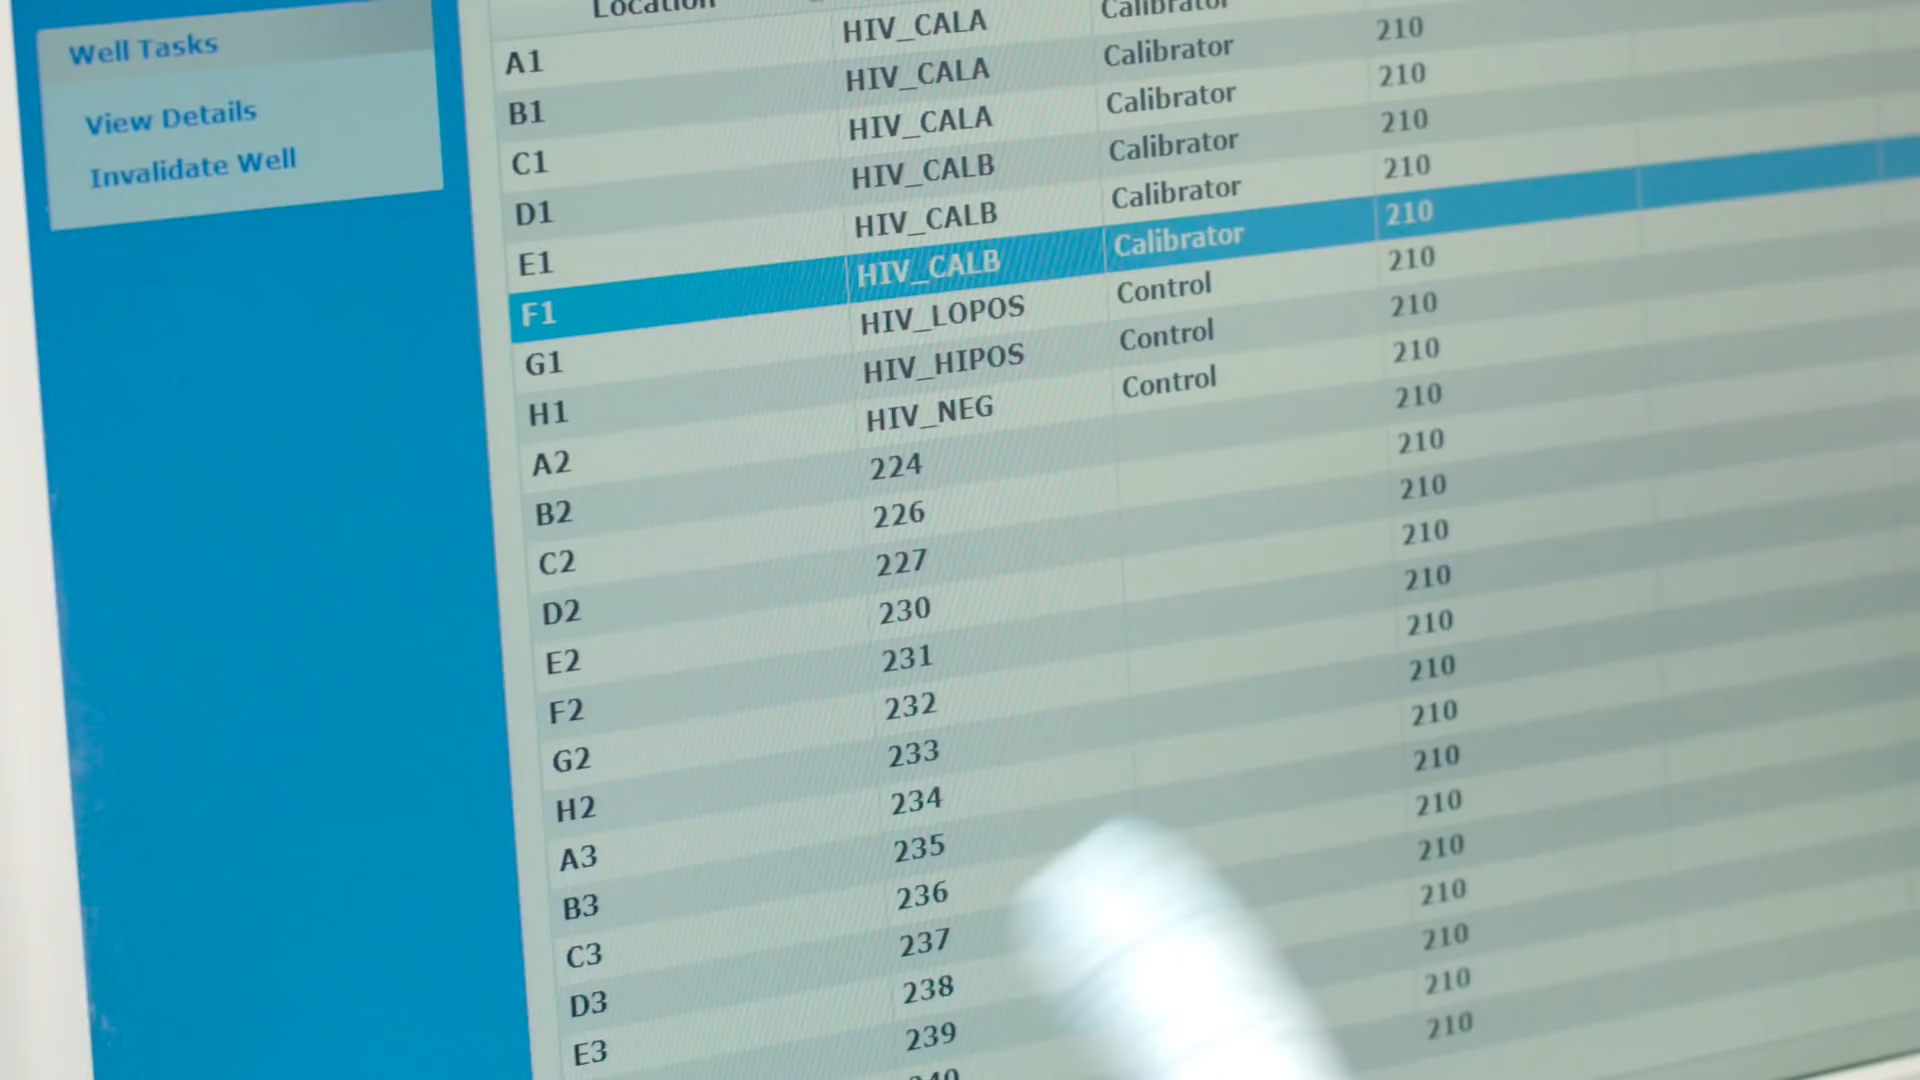 Well Tasks
View Details
Invalidate Well
Location
A1 HIV_CALA Calibrator
B1 HIV_CALA Calibrator 210
C1 HIV_CALA Calibrator 210
D1 HIV_CALB Calibrator 210
E1 HIV_CALB Calibrator 210
F1 HIV_CALB Calibrator 210
G1 HIV_LOPOS Control 210
H1 HIV_HIPOS Control 210
A2 HIV_NEG Control 210
B2 224 210
C2 226 210
D2 227 210
E2 230 210
F2 231 210
G2 232 210
H2 233 210
A3 234 210
B3 235 210
C3 236 210
D3 237 210
E3 238 210
239 210
240 210
210